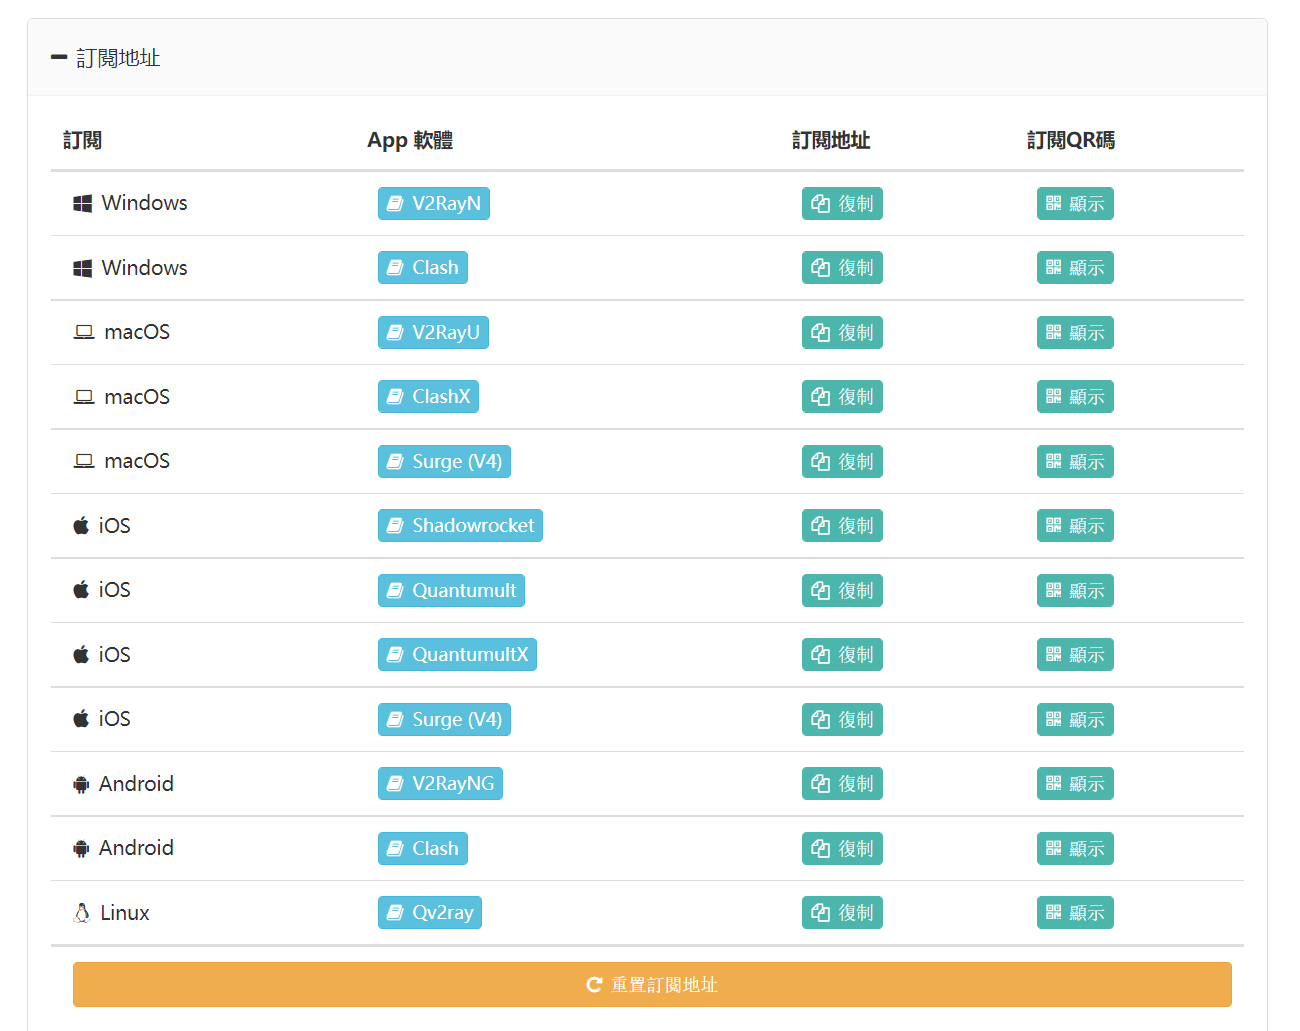 訂閱地址
訂閱 App 軟體 訂閱地址 訂閱QR碼
Windows V2RayN 復制 顯示
Windows Clash 復制 顯示
macOS V2RayU 復制 顯示
macOS ClashX 復制 顯示
macOS Surge (V4) 復制 顯示
iOS Shadowrocket 復制 顯示
iOS Quantumult 復制 顯示
iOS QuantumultX 復制 顯示
iOS Surge (V4) 復制 顯示
Android V2RayNG 復制 顯示
Android Clash 復制 顯示
Linux Qv2ray 復制 顯示
重置訂閱地址